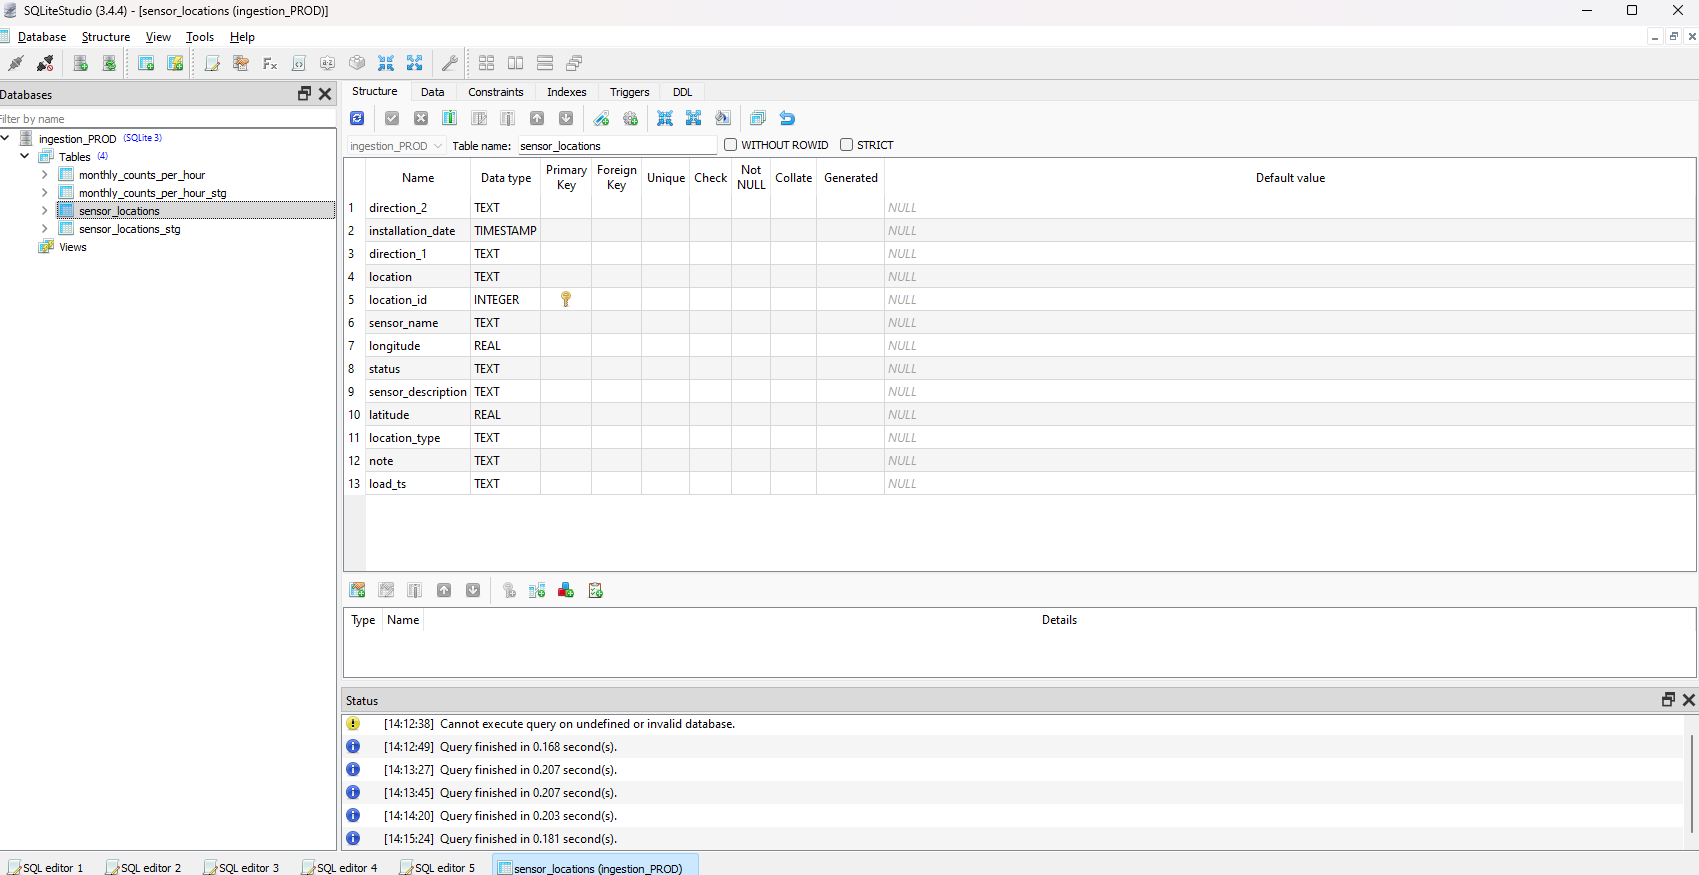 SQLiteStudio (3.4.4) - [sensor_locations (ingestion_PROD)]
Database Structure View Tools Help
Databases
Filter by name
ingestion_PROD (SQLite 3)
Tables (4)
monthly_counts_per_hour
monthly_counts_per_hour_stg
sensor_locations
sensor_locations_stg
Views
Structure Data Constraints Indexes Triggers DDL
ingestion_PROD Table name: sensor_locations WITHOUT ROWID STRICT
Name Data type Primary Key Foreign Key Unique Check Not NULL Collate Generated Default value
1 direction_2 TEXT NULL
2 installation_date TIMESTAMP NULL
3 direction_1 TEXT NULL
4 location TEXT NULL
5 location_id INTEGER NULL
6 sensor_name TEXT NULL
7 longitude REAL NULL
8 status TEXT NULL
9 sensor_description TEXT NULL
10 latitude REAL NULL
11 location_type TEXT NULL
12 note TEXT NULL
13 load_ts TEXT NULL
Type Name Details
Status
[14:12:38] Cannot execute query on undefined or invalid database.
[14:12:49] Query finished in 0.168 second(s).
[14:13:27] Query finished in 0.207 second(s).
[14:13:45] Query finished in 0.207 second(s).
[14:14:20] Query finished in 0.203 second(s).
[14:15:24] Query finished in 0.181 second(s).
SQL editor 1 SQL editor 2 SQL editor 3 SQL editor 4 SQL editor 5 sensor_locations (ingestion_PROD)